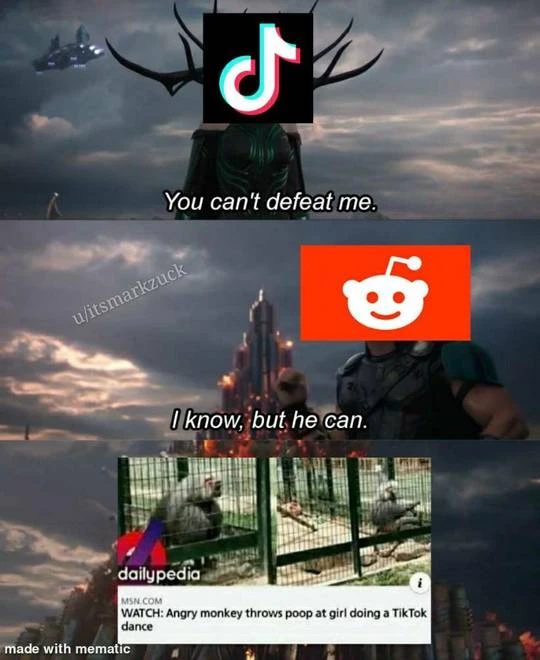 You can't defeat me.
u/itsmarkzuck
I know, but he can.
dailypedia
i
MSN.COM
WATCH: Angry monkey throws poop at girl doing a TikTok
dance
made with mematic